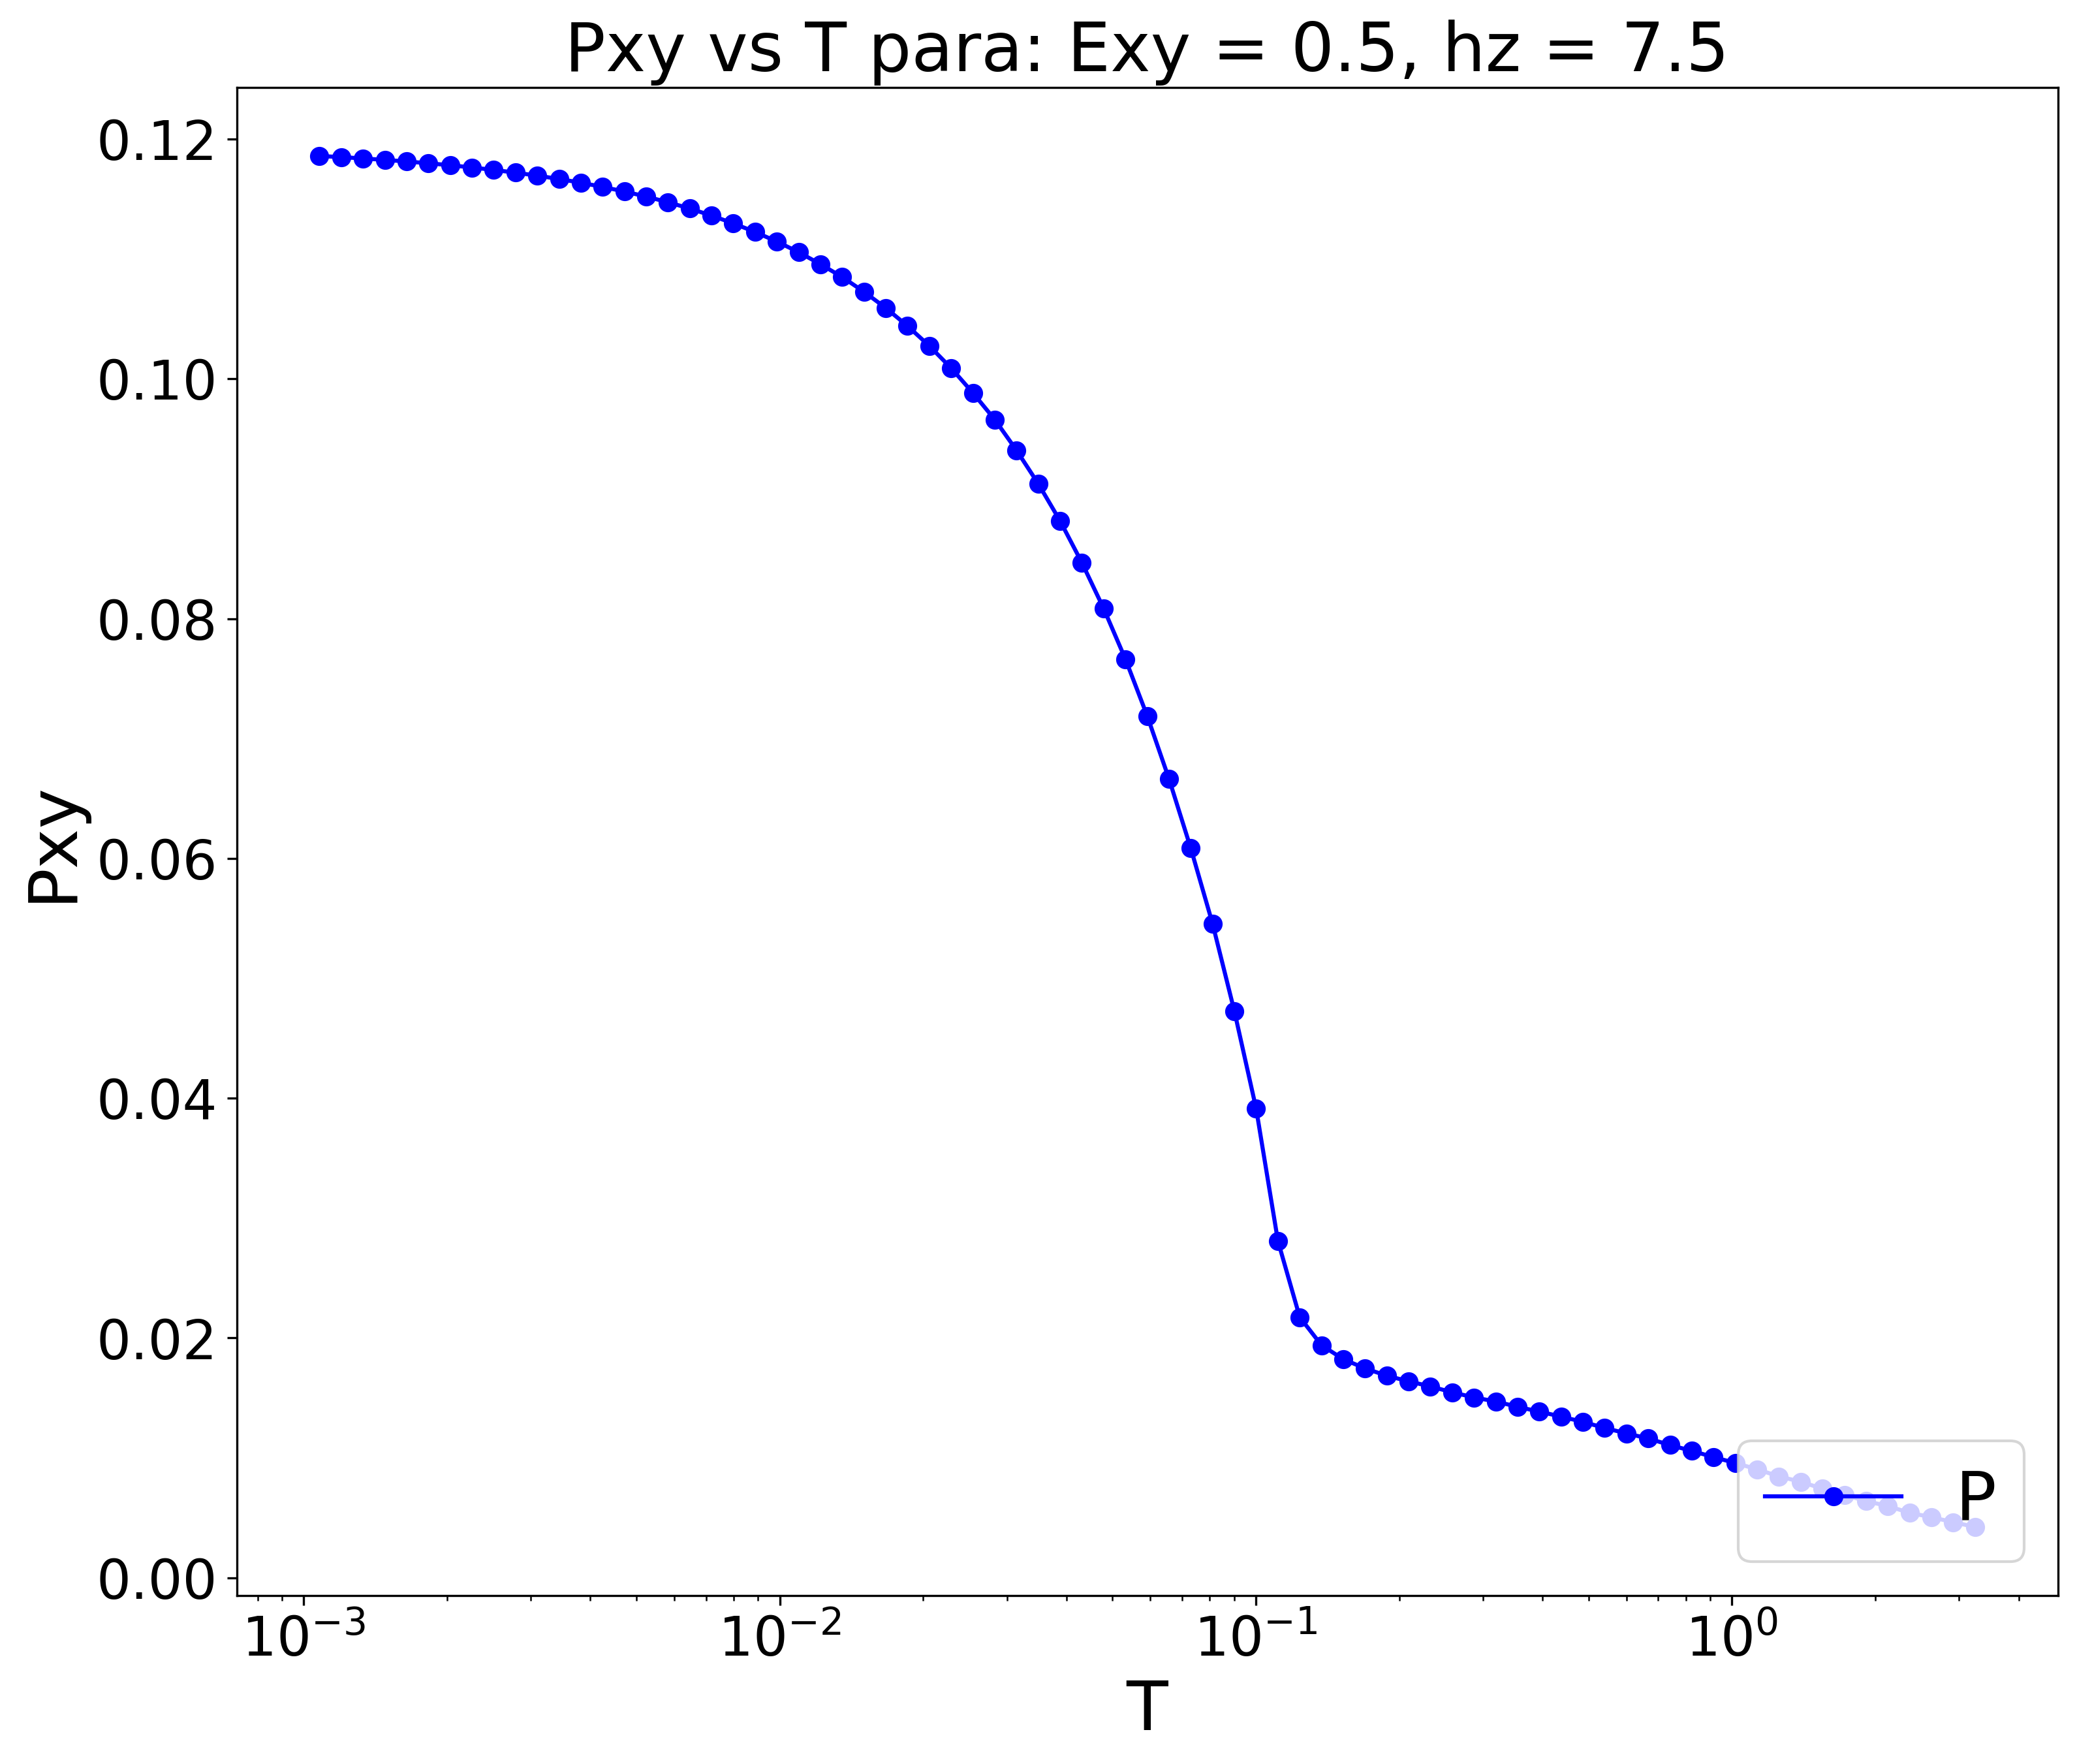 Pxy vs T para: Exy = 0.5, hz = 7.5
Pxy
0.12
0.10
0.08
0.06
0.04
0.02
0.00
P
10⁻³ 10⁻² 10⁻¹ 10⁰
T